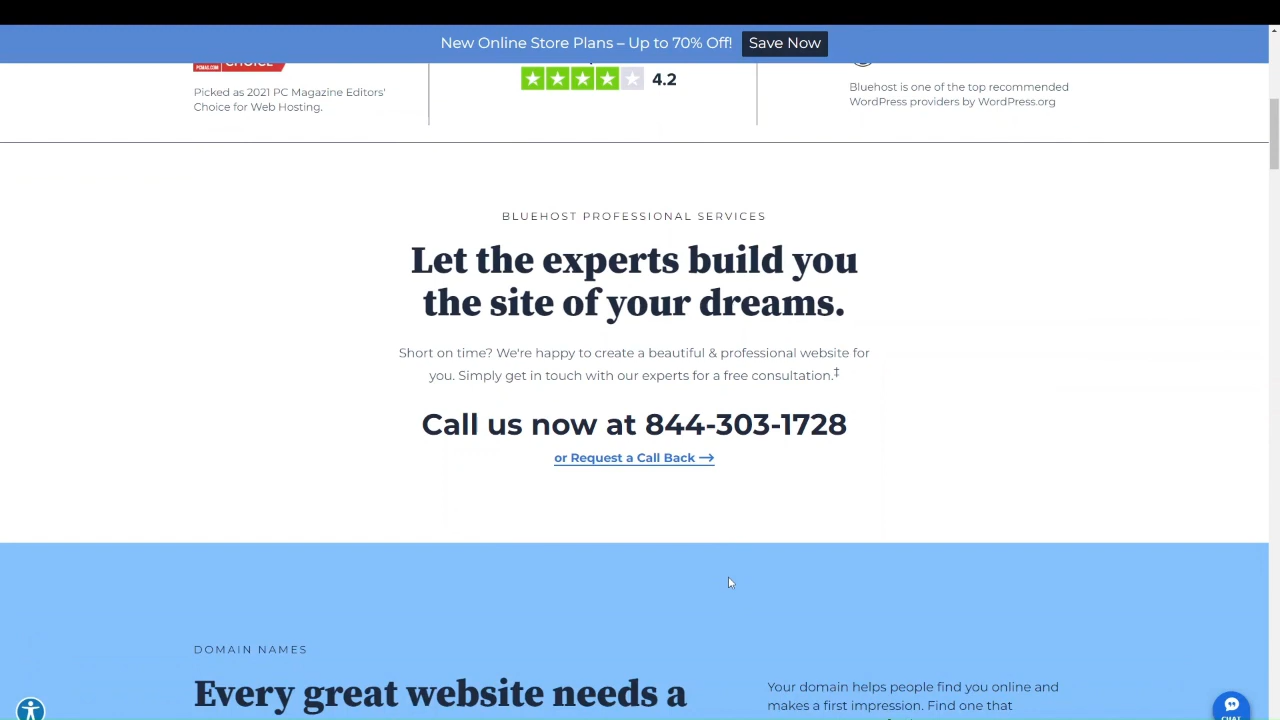 New Online Store Plans – Up to 70% Off! Save Now
PCMAG.COM CHOICE
Picked as 2021 PC Magazine Editors'
Choice for Web Hosting.
4.2
Bluehost is one of the top recommended
WordPress providers by WordPress.org
BLUEHOST PROFESSIONAL SERVICES
Let the experts build you
the site of your dreams.
Short on time? We're happy to create a beautiful & professional website for
you. Simply get in touch with our experts for a free consultation.‡
Call us now at 844-303-1728
or Request a Call Back →
DOMAIN NAMES
Every great website needs a
Your domain helps people find you online and
makes a first impression. Find one that
CHAT